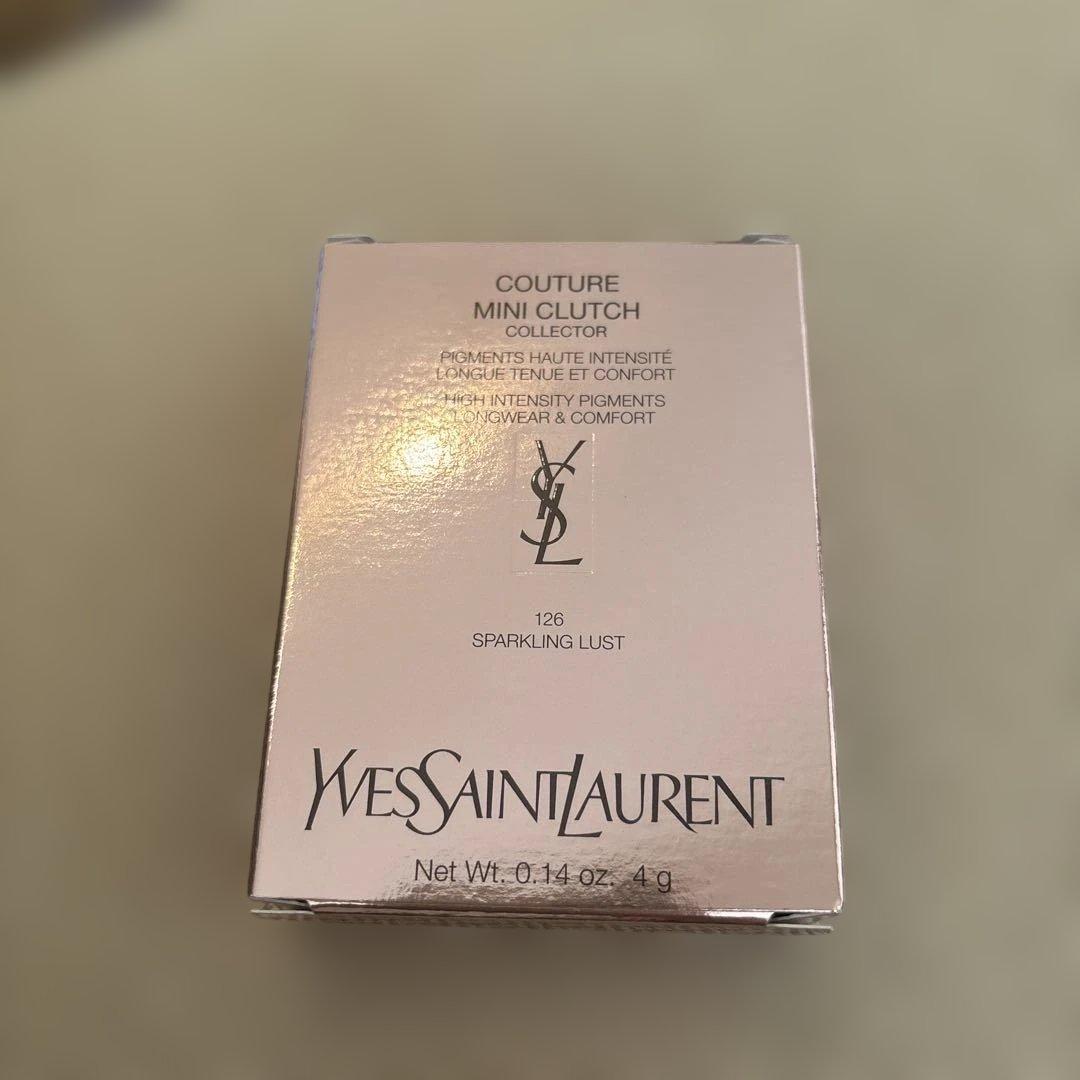 COUTURE
MINI CLUTCH
COLLECTOR
PIGMENTS HAUTE INTENSITÉ
LONGUE TENUE ET CONFORT
HIGH INTENSITY PIGMENTS
LONGWEAR & COMFORT
YSL
126
SPARKLING LUST
YVESSAINTLAURENT
Net Wt. 0.14 oz. 4 g